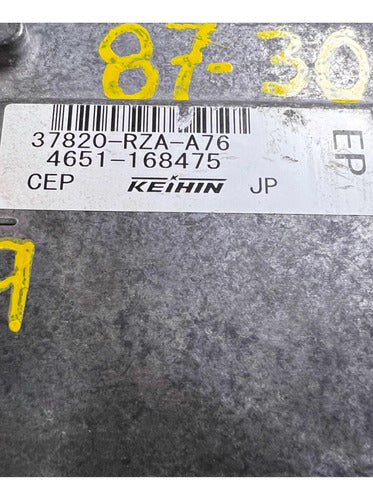 87-30
37820-RZA-A76
4651-168475
CEP KEIHIN JP
EP